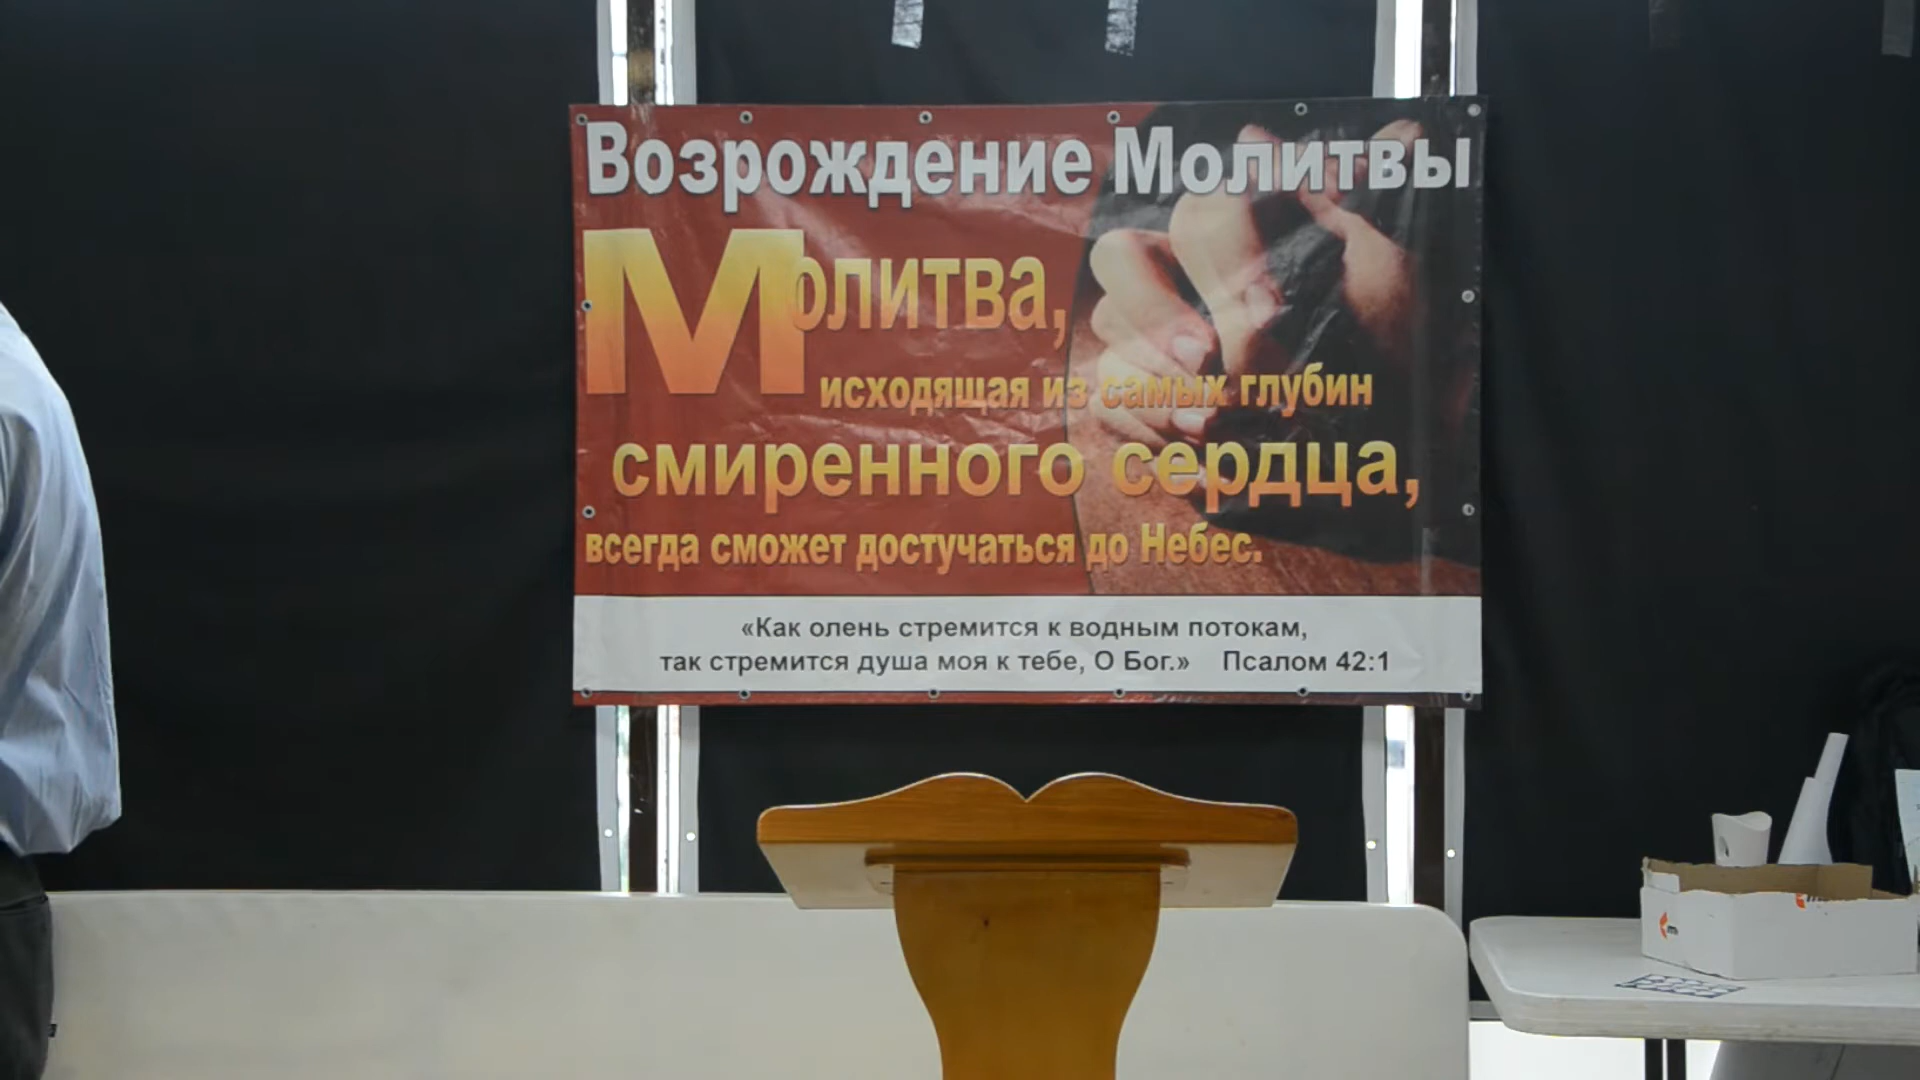 Возрождение Молитвы
Молитва,
исходящая из самых глубин
смиренного сердца,
всегда сможет достучаться до Небес.
«Как олень стремится к водным потокам,
так стремится душа моя к тебе, О Бог.» Псалом 42:1